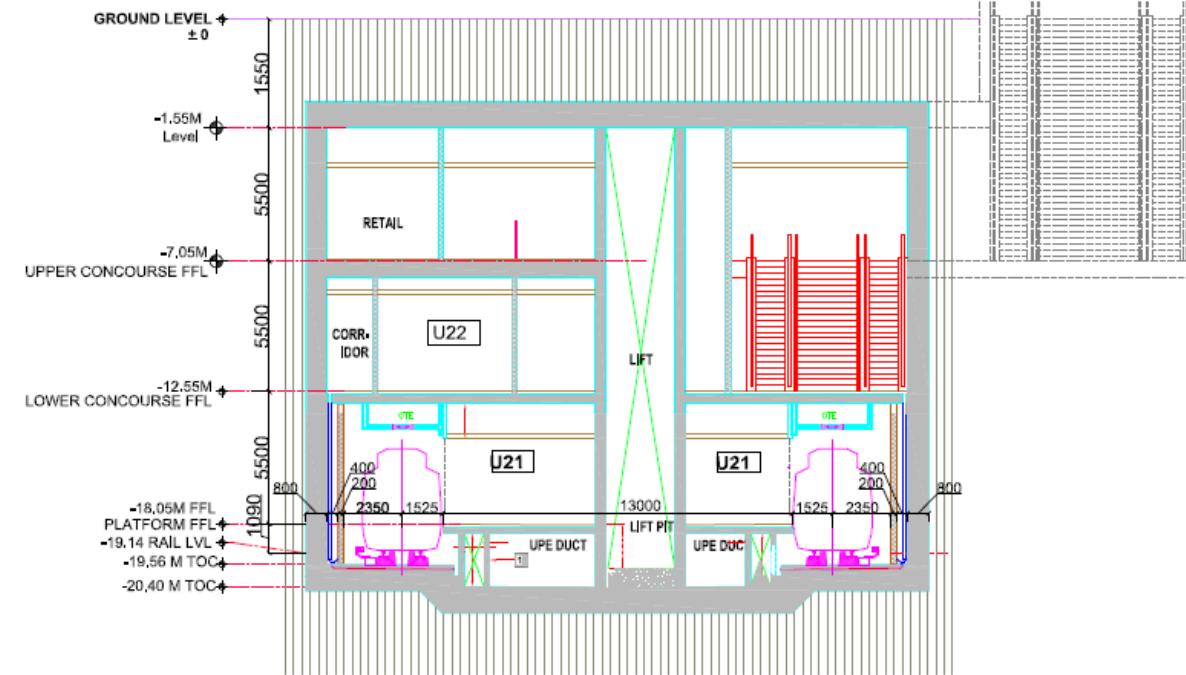 GROUND LEVEL
± 0
1550
-1.55M
Level
5500
RETAIL
-7.05M
UPPER CONCOURSE FFL
5500
CORR-
IDOR
U22
LIFT
-12.55M
LOWER CONCOURSE FFL
OTE
OTE
5500
U21
U21
400
200
800
2350
1525
13000
1525
2350
400
200
800
-18.05M FFL
PLATFORM FFL
1090
LIFT PIT
-19.14 RAIL LVL
UPE DUCT
UPE DUC
1
-19.56 M TOC
-20.40 M TOC